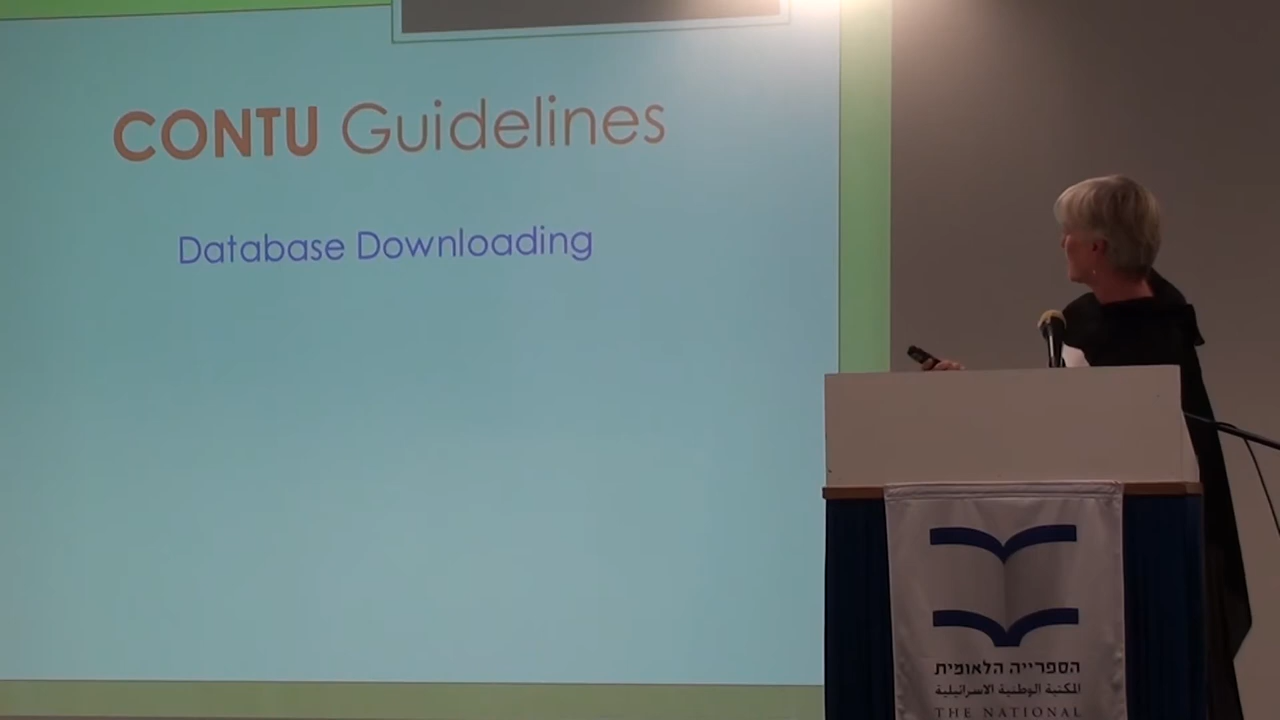 CONTU Guidelines
Database Downloading
הספרייה הלאומית
المكتبة الوطنية الاسرائيلية
THE NATIONAL